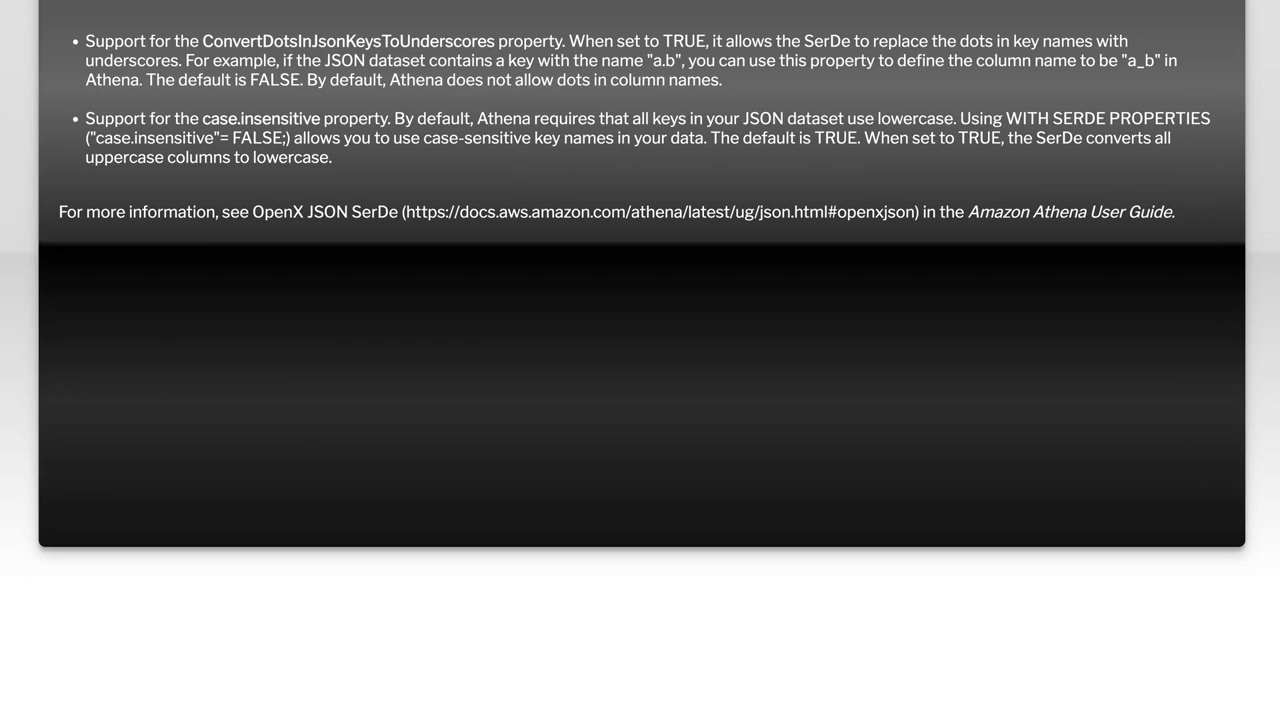 • Support for the ConvertDotsInJsonKeysToUnderscores property. When set to TRUE, it allows the SerDe to replace the dots in key names with
underscores. For example, if the JSON dataset contains a key with the name "a.b", you can use this property to define the column name to be "a_b" in
Athena. The default is FALSE. By default, Athena does not allow dots in column names.
• Support for the case.insensitive property. By default, Athena requires that all keys in your JSON dataset use lowercase. Using WITH SERDE PROPERTIES
("case.insensitive"= FALSE;) allows you to use case-sensitive key names in your data. The default is TRUE. When set to TRUE, the SerDe converts all
uppercase columns to lowercase.
For more information, see OpenX JSON SerDe (https://docs.aws.amazon.com/athena/latest/ug/json.html#openxjson) in the Amazon Athena User Guide.